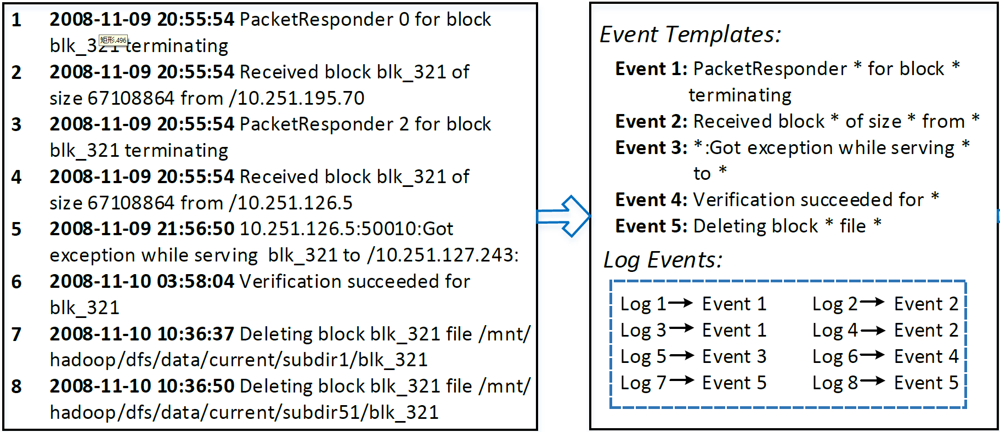 1 2008-11-09 20:55:54 PacketResponder 0 for block
blk_321 terminating
矩形.496
2 2008-11-09 20:55:54 Received block blk_321 of
size 67108864 from /10.251.195.70
3 2008-11-09 20:55:54 PacketResponder 2 for block
blk_321 terminating
4 2008-11-09 20:55:54 Received block blk_321 of
size 67108864 from /10.251.126.5
5 2008-11-09 21:56:50 10.251.126.5:50010:Got
exception while serving blk_321 to /10.251.127.243:
6 2008-11-10 03:58:04 Verification succeeded for
blk_321
7 2008-11-10 10:36:37 Deleting block blk_321 file /mnt/
hadoop/dfs/data/current/subdir1/blk_321
8 2008-11-10 10:36:50 Deleting block blk_321 file /mnt/
hadoop/dfs/data/current/subdir51/blk_321
Event Templates:
Event 1: PacketResponder * for block *
terminating
Event 2: Received block * of size * from *
Event 3: *:Got exception while serving *
to *
Event 4: Verification succeeded for *
Event 5: Deleting block * file *
Log Events:
Log 1 → Event 1 Log 2 → Event 2
Log 3 → Event 1 Log 4 → Event 2
Log 5 → Event 3 Log 6 → Event 4
Log 7 → Event 5 Log 8 → Event 5